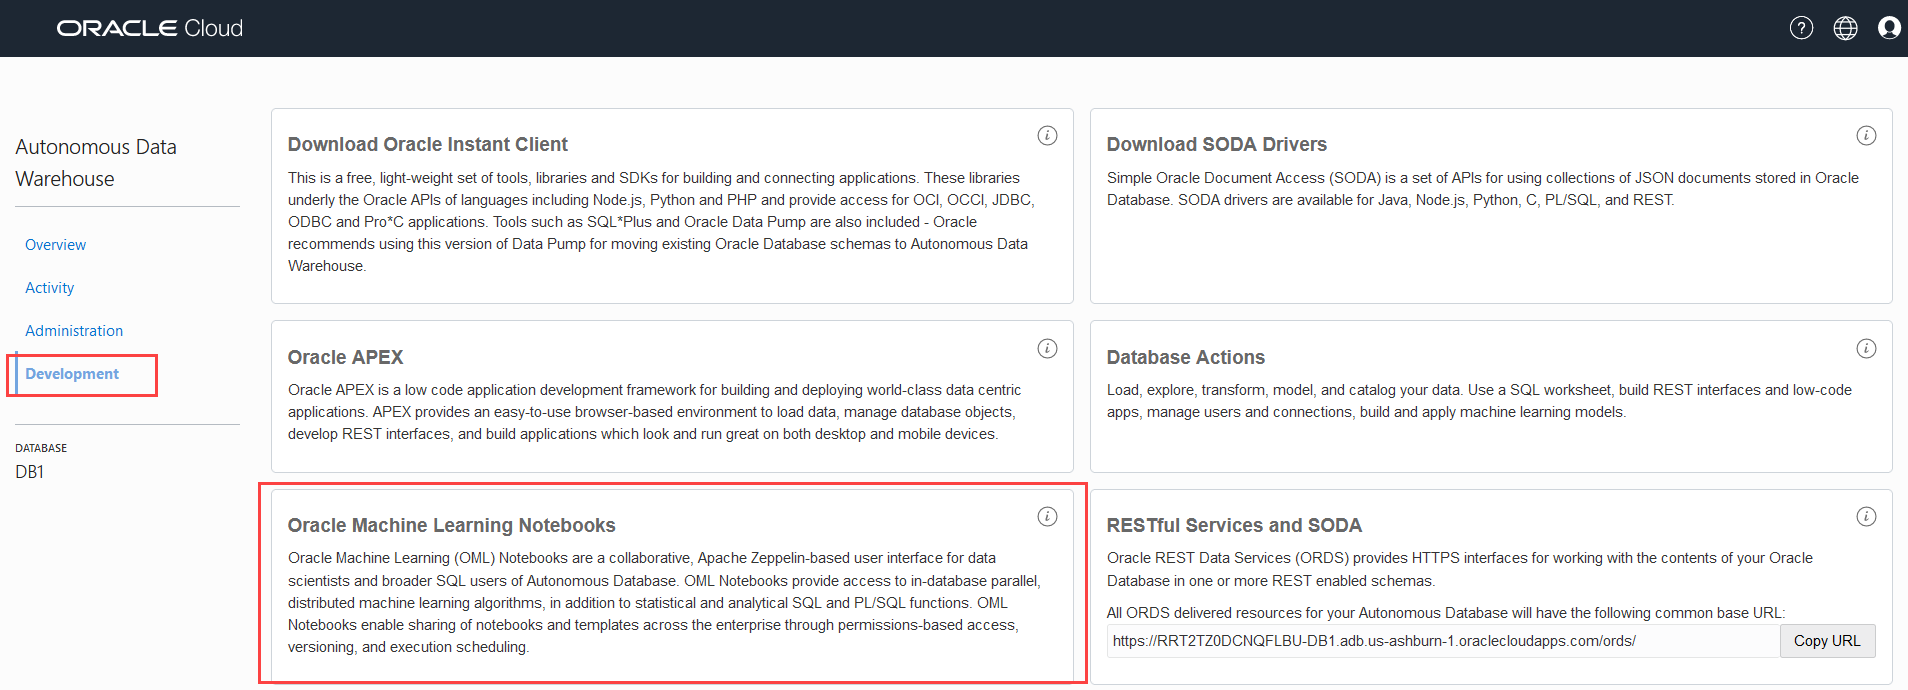 ORACLE Cloud
Autonomous Data
Warehouse
Overview
Activity
Administration
Development
DATABASE
DB1
Download Oracle Instant Client
This is a free, light-weight set of tools, libraries and SDKs for building and connecting applications. These libraries
underly the Oracle APIs of languages including Node.js, Python and PHP and provide access for OCI, OCCI, JDBC,
ODBC and Pro*C applications. Tools such as SQL*Plus and Oracle Data Pump are also included - Oracle
recommends using this version of Data Pump for moving existing Oracle Database schemas to Autonomous Data
Warehouse.
Download SODA Drivers
Simple Oracle Document Access (SODA) is a set of APIs for using collections of JSON documents stored in Oracle
Database. SODA drivers are available for Java, Node.js, Python, C, PL/SQL, and REST.
Oracle APEX
Oracle APEX is a low code application development framework for building and deploying world-class data centric
applications. APEX provides an easy-to-use browser-based environment to load data, manage database objects,
develop REST interfaces, and build applications which look and run great on both desktop and mobile devices.
Database Actions
Load, explore, transform, model, and catalog your data. Use a SQL worksheet, build REST interfaces and low-code
apps, manage users and connections, build and apply machine learning models.
Oracle Machine Learning Notebooks
Oracle Machine Learning (OML) Notebooks are a collaborative, Apache Zeppelin-based user interface for data
scientists and broader SQL users of Autonomous Database. OML Notebooks provide access to in-database parallel,
distributed machine learning algorithms, in addition to statistical and analytical SQL and PL/SQL functions. OML
Notebooks enable sharing of notebooks and templates across the enterprise through permissions-based access,
versioning, and execution scheduling.
RESTful Services and SODA
Oracle REST Data Services (ORDS) provides HTTPS interfaces for working with the contents of your Oracle
Database in one or more REST enabled schemas.
All ORDS delivered resources for your Autonomous Database will have the following common base URL:
https://RRT2TZ0DCNQFLBU-DB1.adb.us-ashburn-1.oraclecloudapps.com/ords/
Copy URL